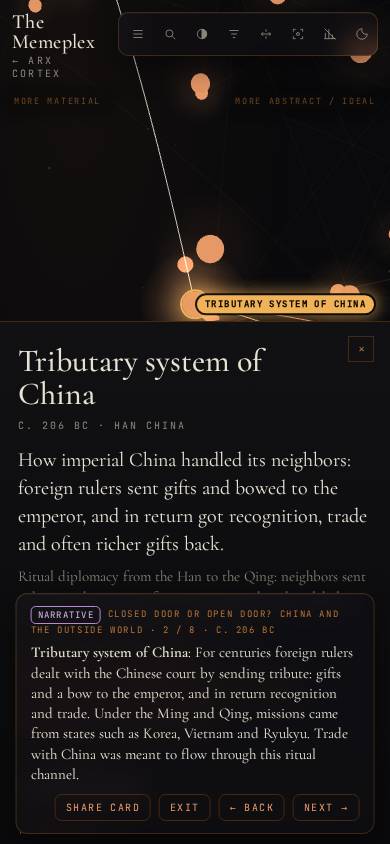 The
Memeplex
← ARX
CORTEX
MORE MATERIAL
MORE ABSTRACT / IDEAL
TRIBUTARY SYSTEM OF CHINA
Tributary system of
China
×
C. 206 BC · HAN CHINA
How imperial China handled its neighbors:
foreign rulers sent gifts and bowed to the
emperor, and in return got recognition, trade
and often richer gifts back.
Ritual diplomacy from the Han to the Qing: neighbors sent
NARRATIVE CLOSED DOOR OR OPEN DOOR? CHINA AND
THE OUTSIDE WORLD · 2 / 8 · C. 206 BC
Tributary system of China: For centuries foreign rulers
dealt with the Chinese court by sending tribute: gifts
and a bow to the emperor, and in return recognition
and trade. Under the Ming and Qing, missions came
from states such as Korea, Vietnam and Ryukyu. Trade
with China was meant to flow through this ritual
channel.
SHARE CARD
EXIT
← BACK
NEXT →